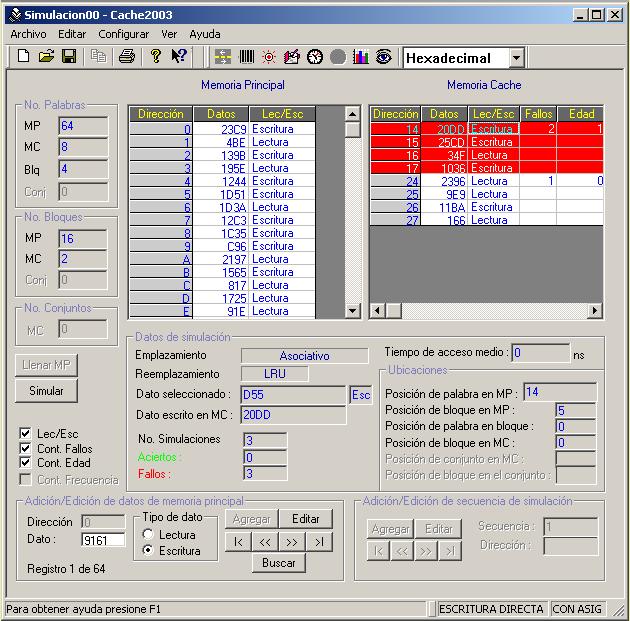 Simulacion00 - Cache2003
Archivo Editar Configurar Ver Ayuda
Hexadecimal
Memoria Principal
Memoria Cache
No. Palabras
MP 64
MC 8
Blq 4
Conj 0
No. Bloques
MP 16
MC 2
Conj 0
No. Conjuntos
MC 0
Llenar MP
Simular
Lec/Esc
Cont. Fallos
Cont. Edad
Cont. Frecuencia
Dirección Datos Lec/Esc
0 23C9 Escritura
1 4BE Lectura
2 139B Escritura
3 195E Lectura
4 1244 Escritura
5 1D51 Escritura
6 1D3A Lectura
7 12C3 Lectura
8 1C35 Escritura
9 C96 Escritura
A 2197 Lectura
B 1565 Escritura
C 817 Lectura
D 1725 Lectura
E 91E Lectura
Dirección Datos Lec/Esc Fallos Edad
14 20DD Escritura 2 1
15 25CD Escritura
16 34F Lectura
17 1036 Escritura
24 2396 Lectura 1 0
25 9E9 Lectura
26 11BA Escritura
27 166 Lectura
Datos de simulación
Emplazamiento Asociativo
Reemplazamiento LRU
Dato seleccionado : D55 Esc
Dato escrito en MC : 20DD
No. Simulaciones 3
Aciertos : 0
Fallos : 3
Tiempo de acceso medio : 0 ns
Ubicaciones
Posición de palabra en MP : 14
Posición de bloque en MP : 5
Posición de palabra en bloque : 0
Posición de bloque en MC : 0
Posición de conjunto en MC :
Posición de bloque en el conjunto :
Adición/Edición de datos de memoria principal
Dirección 0
Dato : 9161
Registro 1 de 64
Tipo de dato
Lectura
Escritura
Agregar Editar
|< << >> >|
Buscar
Adición/Edición de secuencia de simulación
Agregar Editar
|< << >> >|
Secuencia : 1
Dirección :
Para obtener ayuda presione F1
ESCRITURA DIRECTA CON ASIG